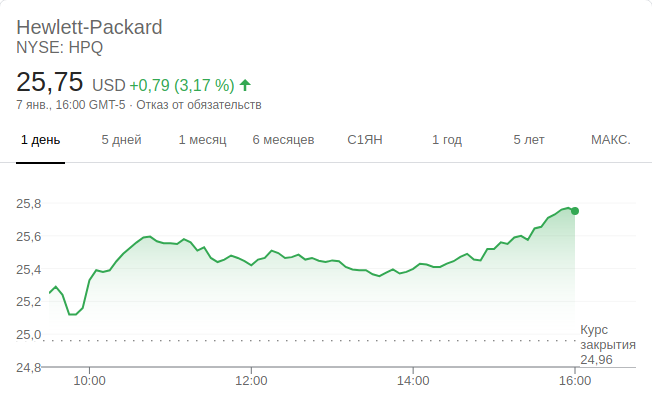 Hewlett-Packard
NYSE: HPQ
25,75 USD +0,79 (3,17 %)
7 янв., 16:00 GMT-5 · Отказ от обязательств
1 день 5 дней 1 месяц 6 месяцев С1ЯН 1 год 5 лет МАКС.
25,8
25,6
25,4
25,2
25,0
Курс
закрытия
24,96
24,8
10:00 12:00 14:00 16:00